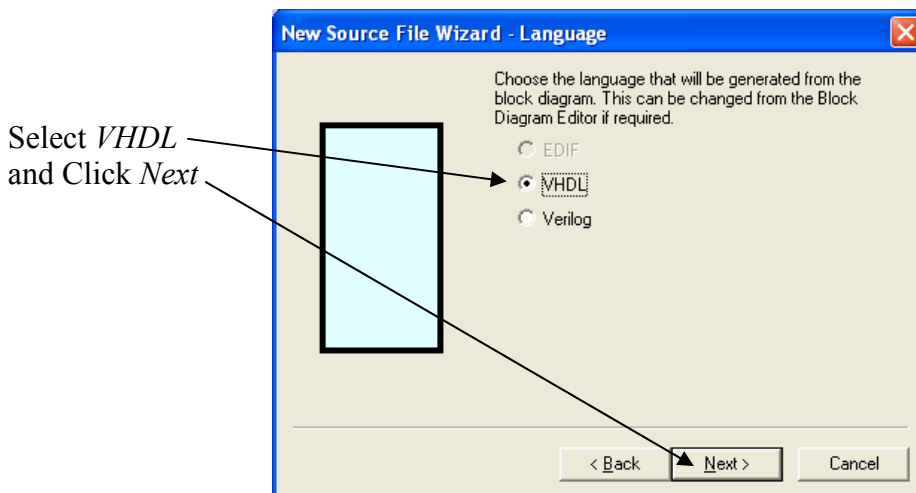 New Source File Wizard - Language
Choose the language that will be generated from the
block diagram. This can be changed from the Block
Diagram Editor if required.
Select VHDL
and Click Next
EDIF
VHDL
Verilog
< Back
Next >
Cancel